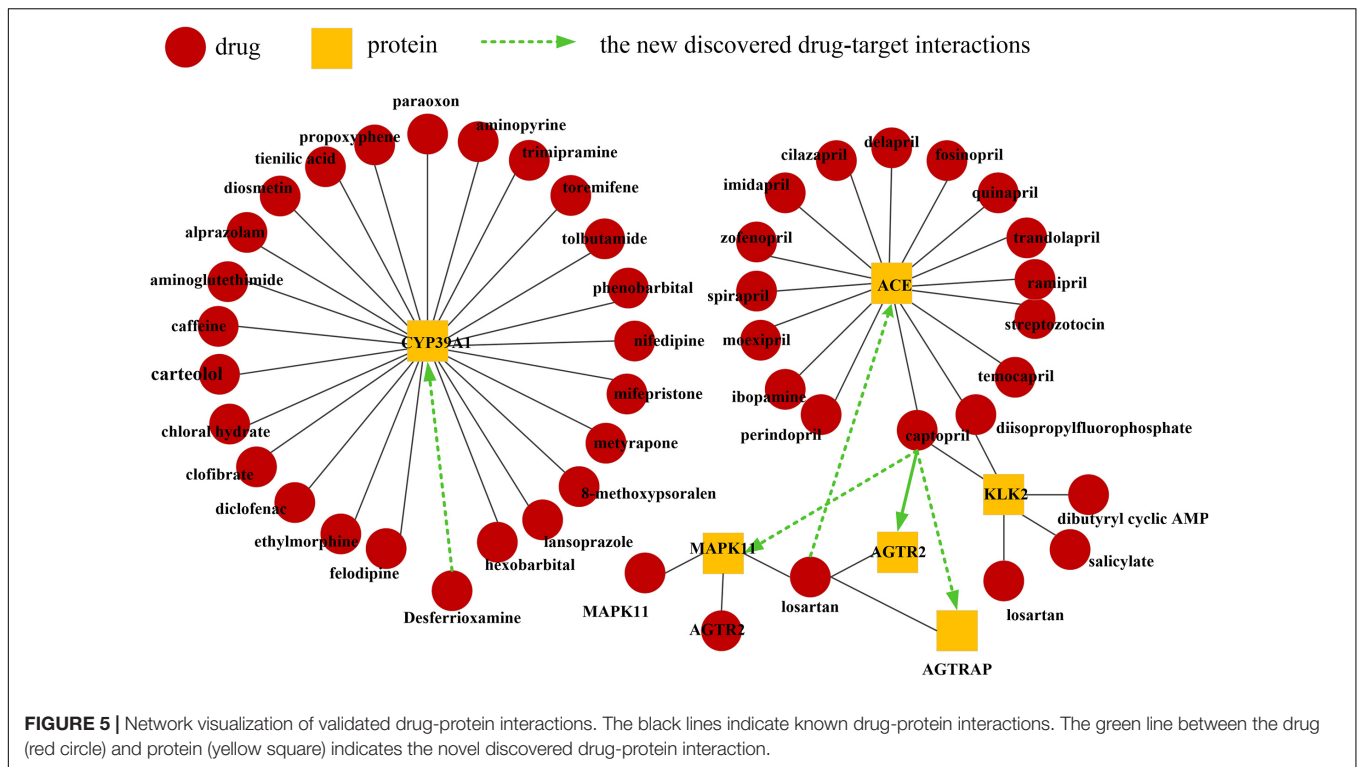 drug
protein
the new discovered drug-target interactions
paraoxon
propoxyphene
aminopyrine
tienilic acid
trimipramine
diosmetin
toremifene
alprazolam
tolbutamide
aminoglutethimide
phenobarbital
caffeine
CYP39A1
nifedipine
carteolol
mifepristone
chloral hydrate
metyrapone
clofibrate
8-methoxypsoralen
diclofenac
ethylmorphine
lansoprazole
felodipine
hexobarbital
Desferrioxamine
delapril
cilazapril
fosinopril
imidapril
quinapril
zofenopril
trandolapril
ACE
ramipril
spirapril
streptozotocin
moexipril
temocapril
ibopamine
perindopril
captopril
diisopropylfluorophosphate
KLK2
dibutyryl cyclic AMP
MAPK11
AGTR2
salicylate
MAPK11
losartan
losartan
AGTR2
AGTRAP
FIGURE 5 | Network visualization of validated drug-protein interactions. The black lines indicate known drug-protein interactions. The green line between the drug
(red circle) and protein (yellow square) indicates the novel discovered drug-protein interaction.